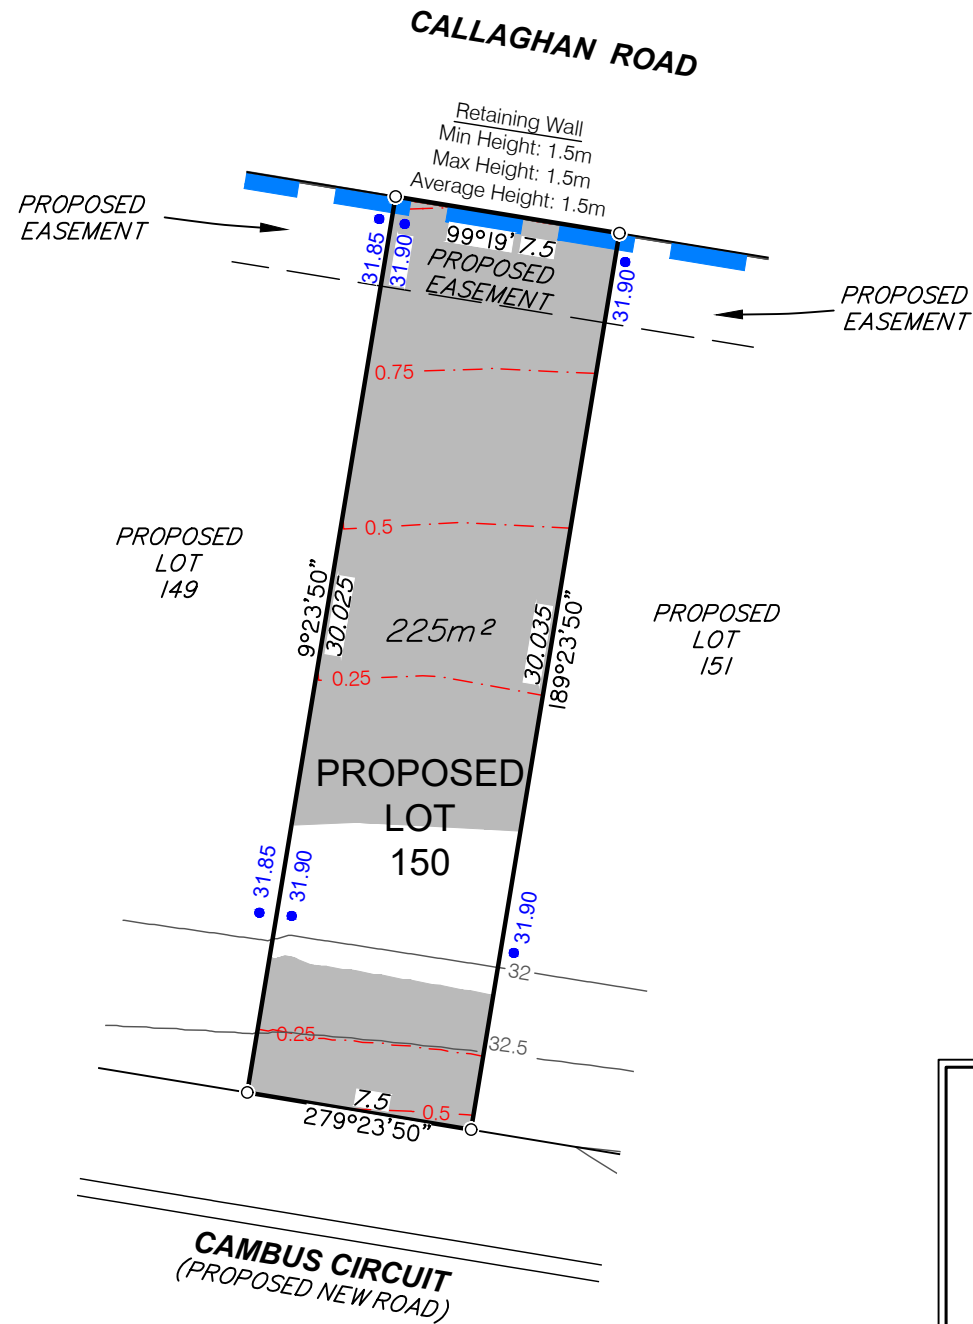 CALLAGHAN ROAD
Retaining Wall
Min Height: 1.5m
Max Height: 1.5m
Average Height: 1.5m
PROPOSED
EASEMENT
31.85
31.90
99°19'
7.5
PROPOSED
EASEMENT
31.90
PROPOSED
EASEMENT
0.75
0.5
PROPOSED
LOT
149
9°23'50"
30.025
225m²
30.035
189°23'50"
PROPOSED
LOT
151
0.25
PROPOSED
LOT
150
31.85
31.90
31.90
32
0.25
32.5
7.5
0.5
279°23'50"
CAMBUS CIRCUIT
(PROPOSED NEW ROAD)